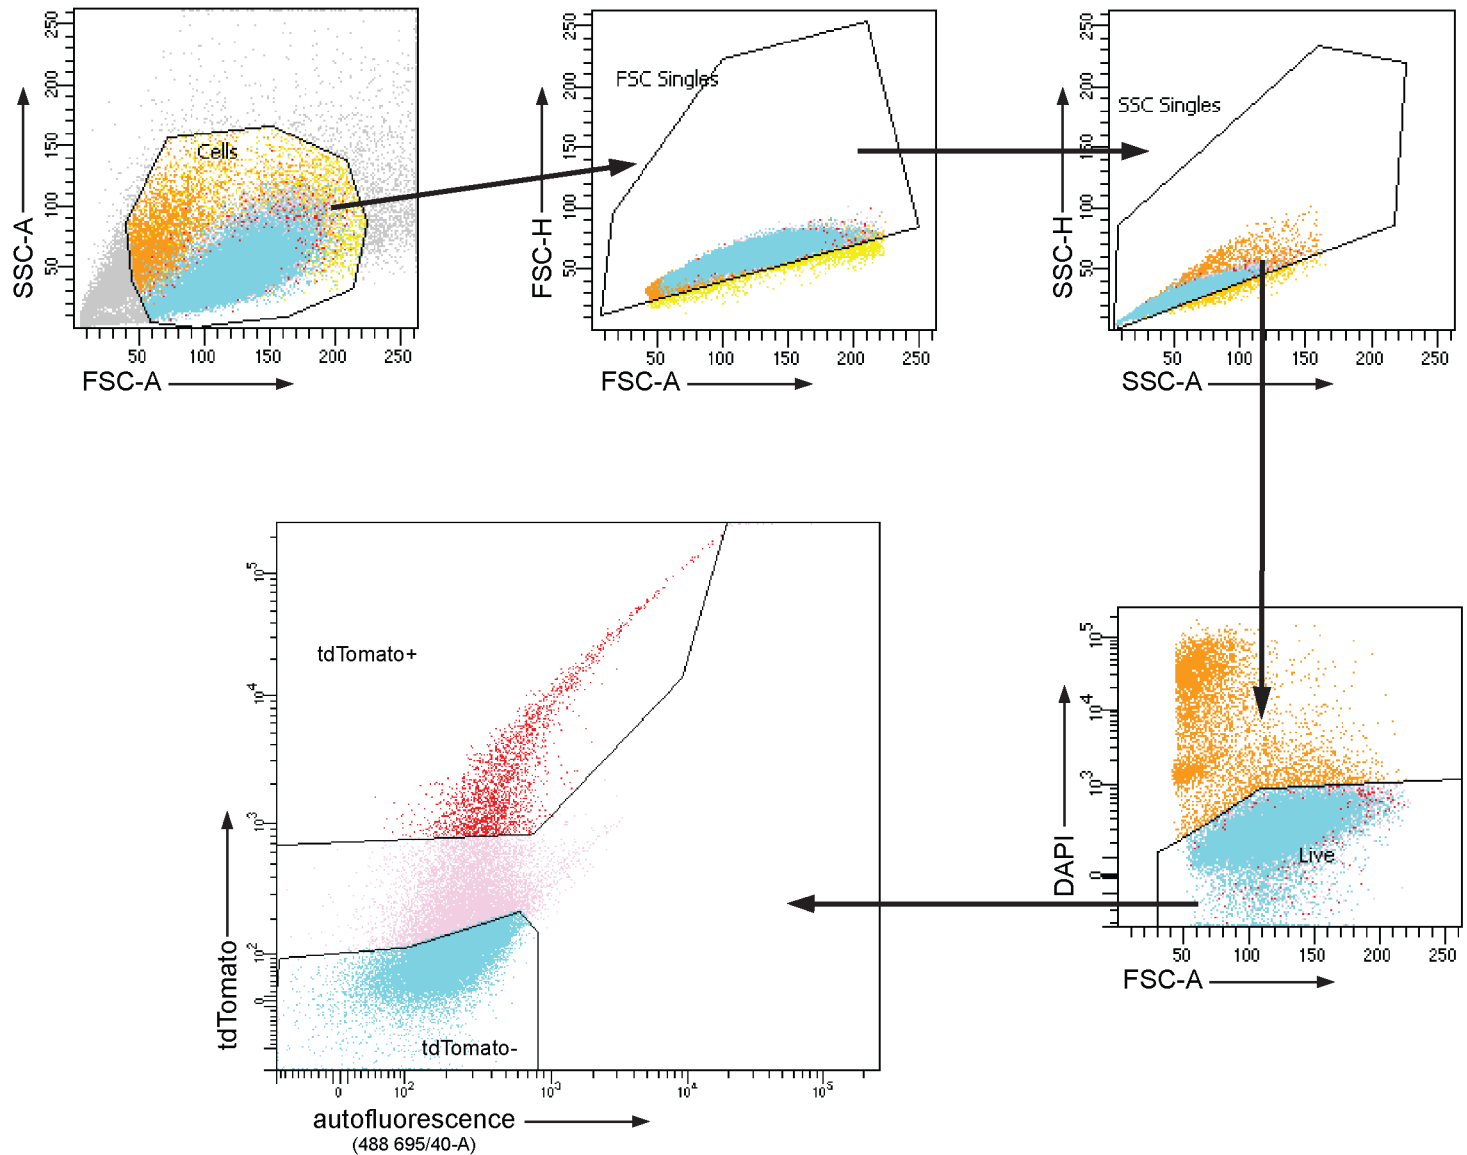 250
200
150
100
50
SSC-A
Cells
50 100 150 200 250
FSC-A
250
200
150
100
50
FSC-H
FSC Singles
50 100 150 200 250
FSC-A
250
200
150
100
50
SSC-H
SSC Singles
50 100 150 200 250
SSC-A
10^5
10^4
10^3
10^2
0
tdTomato
tdTomato+
tdTomato-
0 10^2 10^3 10^4 10^5
autofluorescence
(488 695/40-A)
10^5
10^4
10^3
0
DAPI
Live
50 100 150 200 250
FSC-A